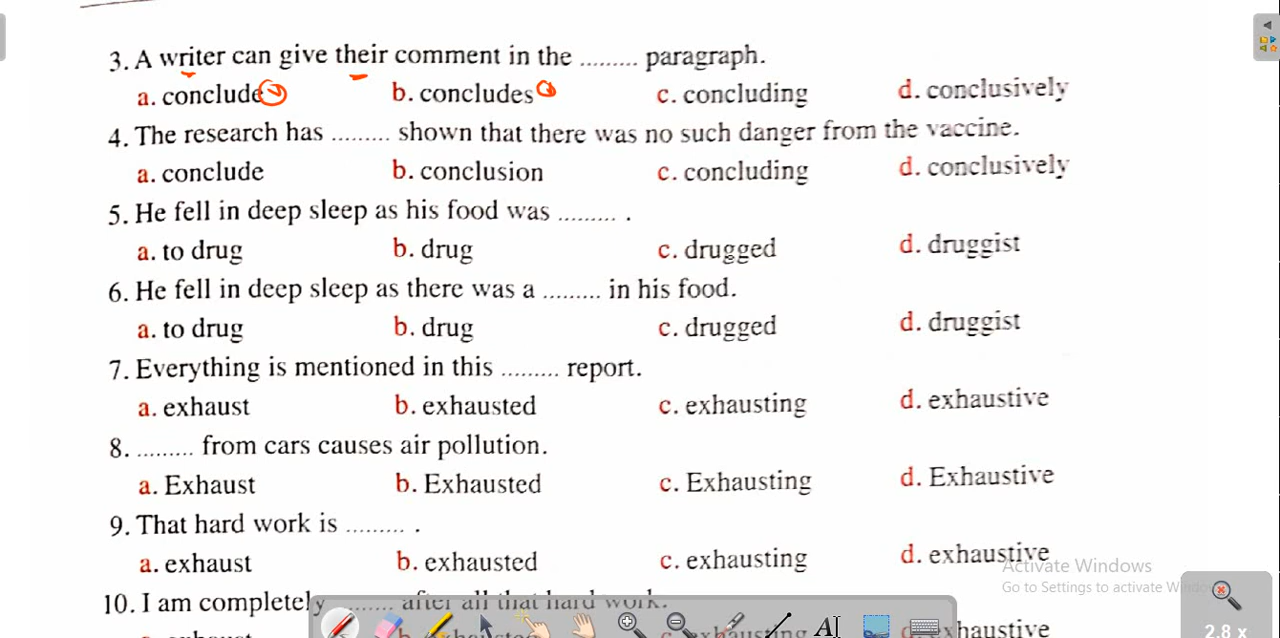 3. A writer can give their comment in the ......... paragraph.
a. conclude b. concludes c. concluding d. conclusively
4. The research has ......... shown that there was no such danger from the vaccine.
a. conclude b. conclusion c. concluding d. conclusively
5. He fell in deep sleep as his food was ......... .
a. to drug b. drug c. drugged d. druggist
6. He fell in deep sleep as there was a ......... in his food.
a. to drug b. drug c. drugged d. druggist
7. Everything is mentioned in this ......... report.
a. exhaust b. exhausted c. exhausting d. exhaustive
8. ......... from cars causes air pollution.
a. Exhaust b. Exhausted c. Exhausting d. Exhaustive
9. That hard work is ......... .
a. exhaust b. exhausted c. exhausting d. exhaustive
Activate Windows
Go to Settings to activate
10. I am completely ........ after all that hard work.
2.8 x